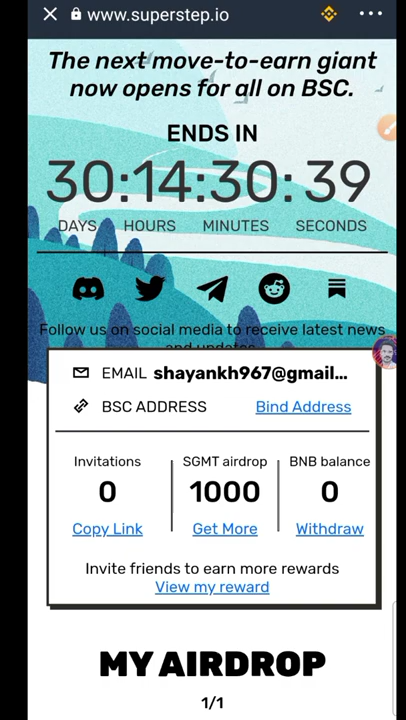 www.superstep.io
The next move-to-earn giant
now opens for all on BSC.
ENDS IN
30:14:30:39
DAYS HOURS MINUTES SECONDS
Follow us on social media to receive latest news
and updates
EMAIL shayankh967@gmail...
BSC ADDRESS Bind Address
Invitations SGMT airdrop BNB balance
0 1000 0
Copy Link Get More Withdraw
Invite friends to earn more rewards
View my reward
MY AIRDROP
1/1